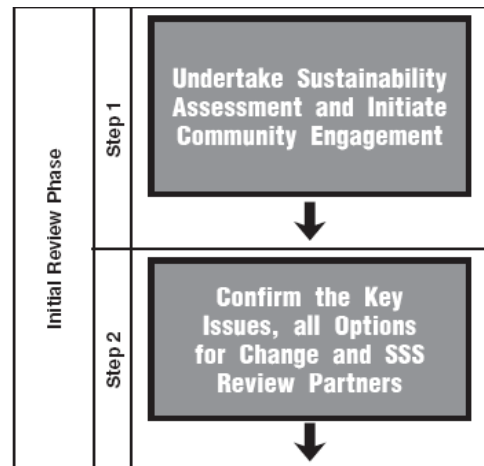 Initial Review Phase
Step 1
Undertake Sustainability
Assessment and Initiate
Community Engagement
Step 2
Confirm the Key
Issues, all Options
for Change and SSS
Review Partners